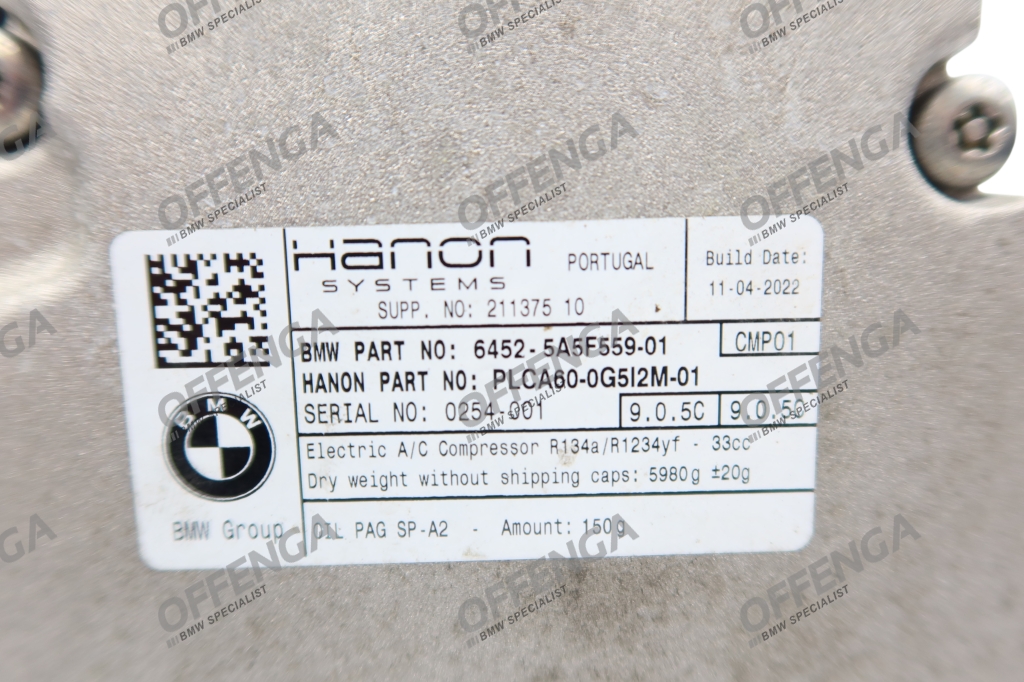 Hanon
SYSTEMS
PORTUGAL
SUPP. NO: 211375 10
Build Date:
11-04-2022
BMW PART NO: 6452-5A5F559-01
CMP01
HANON PART NO: PLCA60-0G5I2M-01
SERIAL NO: 0254-001
9.0.5C
9.0.5C
Electric A/C Compressor R134a/R1234yf - 33cc
Dry weight without shipping caps: 5980g ±20g
OIL PAG SP-A2 - Amount: 150g
BMW
BMW Group
OFFENGA
BMW SPECIALIST